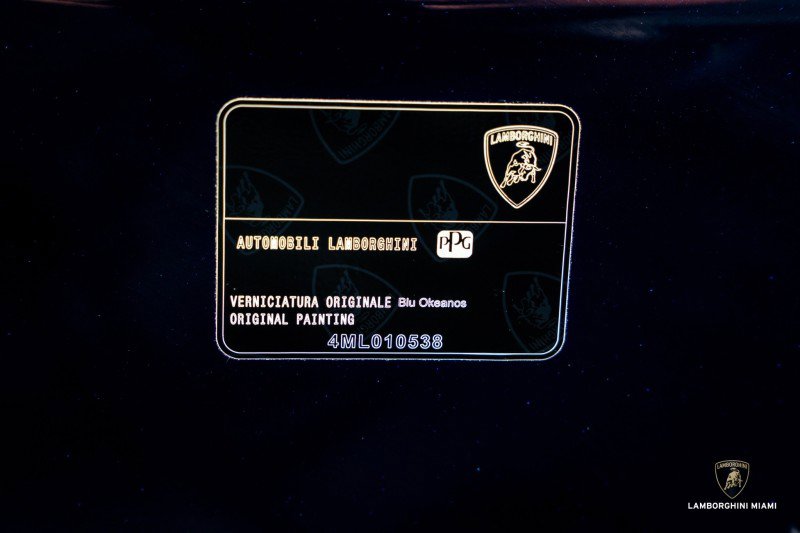 LAMBORGHINI
AUTOMOBILI LAMBORGHINI PPG
VERNICIATURA ORIGINALE Blu Okeanos
ORIGINAL PAINTING
4ML010538
LAMBORGHINI
LAMBORGHINI MIAMI